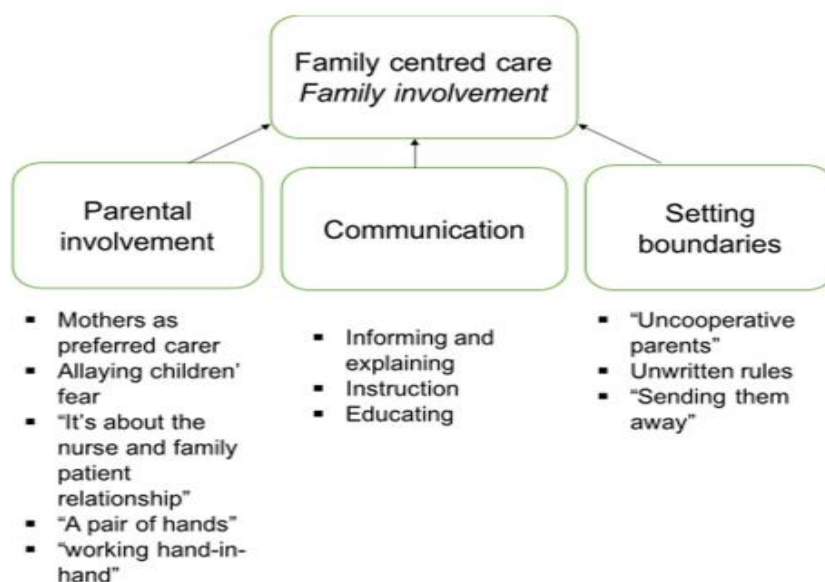 Family centred care
Family involvement
Parental
involvement
Communication
Setting
boundaries
▪ Mothers as
preferred carer
▪ Allaying children’
fear
▪ “It’s about the
nurse and family
patient
relationship”
▪ “A pair of hands”
▪ “working hand-in-
hand”
▪ Informing and
explaining
▪ Instruction
▪ Educating
▪ “Uncooperative
parents”
▪ Unwritten rules
▪ “Sending them
away”